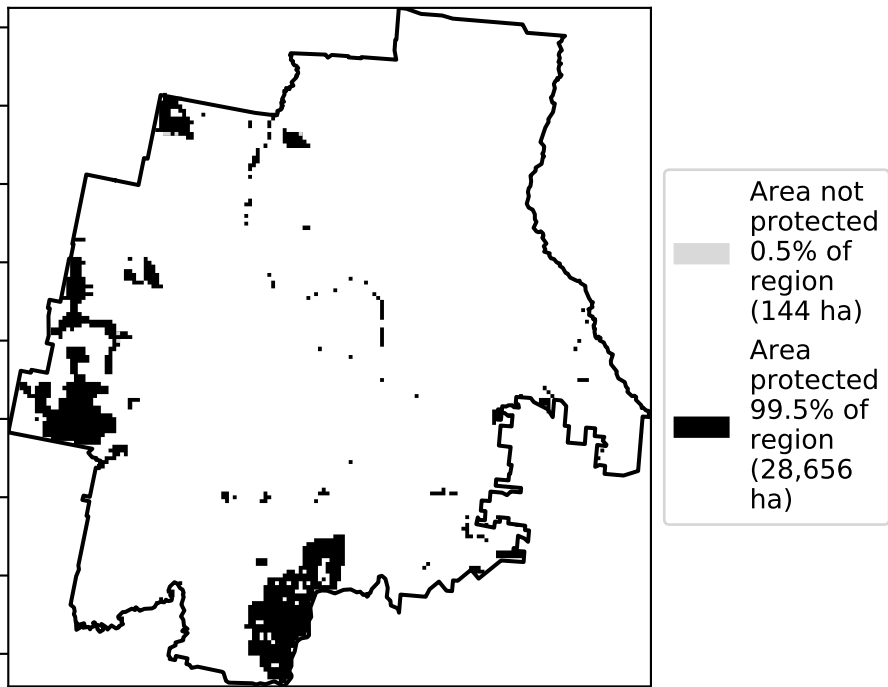 Area not
protected
0.5% of
region
(144 ha)
Area
protected
99.5% of
region
(28,656
ha)